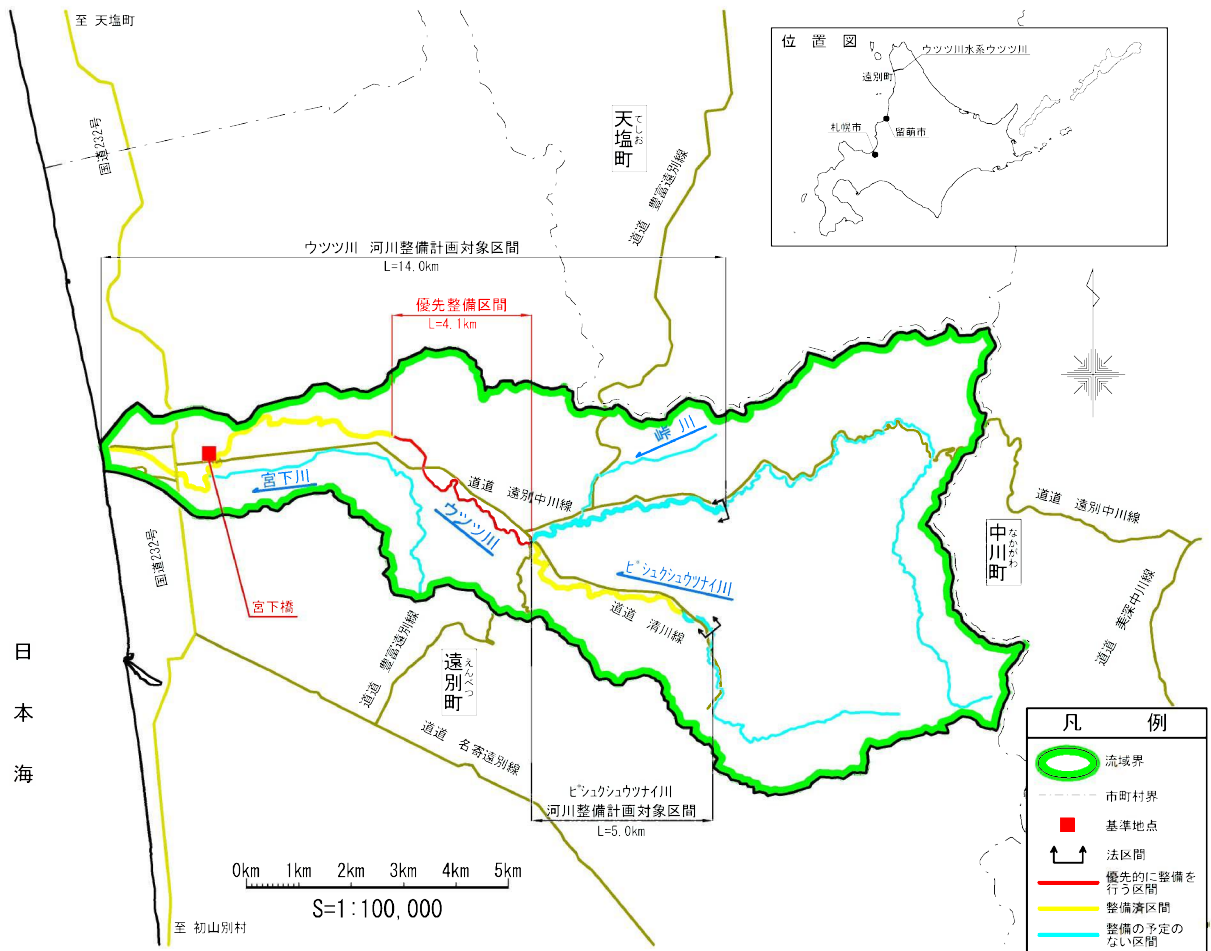 至 天塩町
国道232号
天塩町
てしお
道道 豊富遠別線
位置図
ウツツ川水系ウツツ川
遠別町
札幌市
留萌市
ウツツ川 河川整備計画対象区間
L=14.0km
優先整備区間
L=4.1km
峠川
宮下川
道道 遠別中川線
ウツツ川
ピシュクシュウツナイ川
道道 清川線
道道 遠別中川線
中川町
なかがわ
道道 美深中川線
国道232号
宮下橋
道道 豊富遠別線
遠別町
えんべつ
道道 名寄遠別線
日本海
ピシュクシュウツナイ川
河川整備計画対象区間
L=5.0km
0km 1km 2km 3km 4km 5km
S=1:100,000
至 初山別村
凡例
流域界
市町村界
基準地点
法区間
優先的に整備を
行う区間
整備済区間
整備の予定の
ない区間